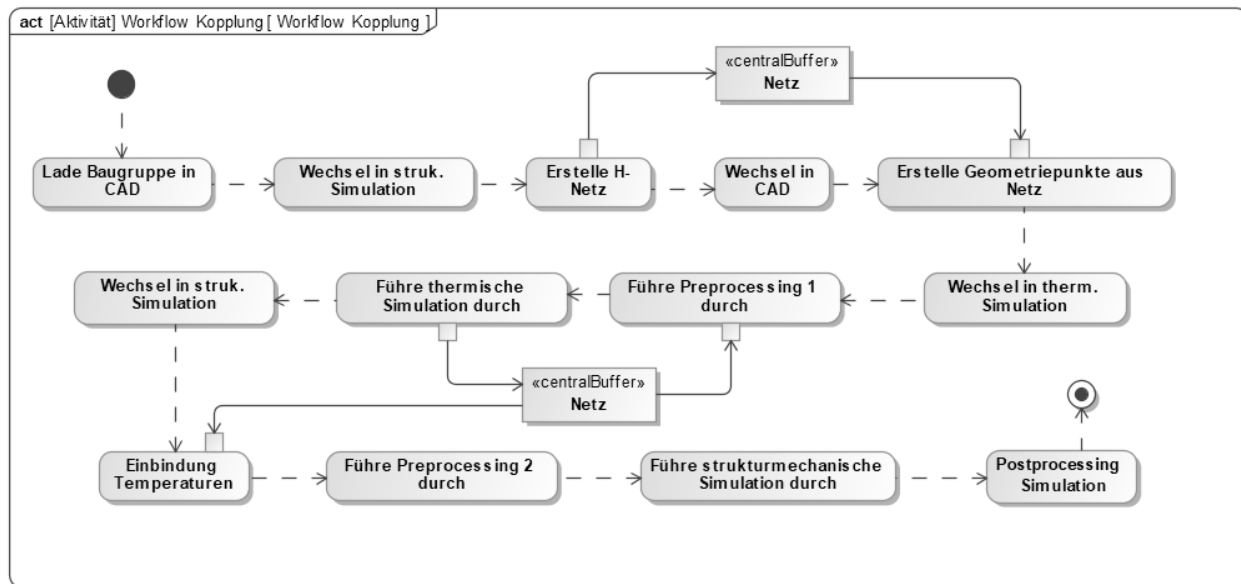 act [Aktivität] Workflow Kopplung [ Workflow Kopplung ]
«centralBuffer»
Netz
Lade Baugruppe in
CAD
Wechsel in struk.
Simulation
Erstelle H-
Netz
Wechsel in
CAD
Erstelle Geometriepunkte aus
Netz
Wechsel in struk.
Simulation
Führe thermische
Simulation durch
Führe Preprocessing 1
durch
Wechsel in therm.
Simulation
«centralBuffer»
Netz
Einbindung
Temperaturen
Führe Preprocessing 2
durch
Führe strukturmechanische
Simulation durch
Postprocessing
Simulation